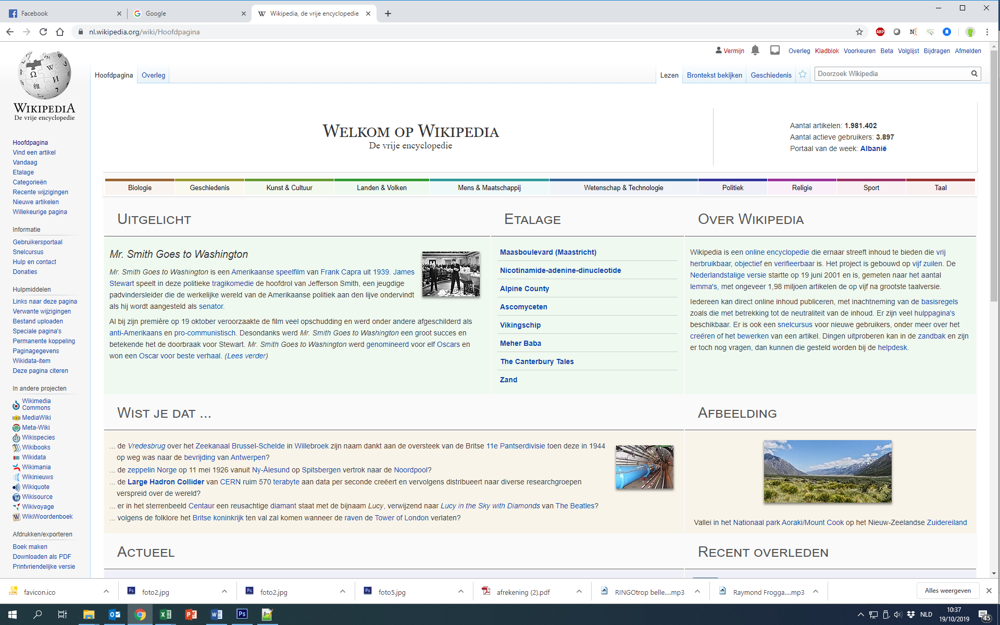 Facebook
Google
Wikipedia, de vrije encyclopedie
nl.wikipedia.org/wiki/Hoofdpagina
ABP
Vermijn
Overleg Kladblok Voorkeuren Beta Volglijst Bijdragen Afmelden
Hoofdpagina Overleg
Lezen Brontekst bekijken Geschiedenis
Doorzoek Wikipedia
WIKIPEDIA
De vrije encyclopedie
Hoofdpagina
Vind een artikel
Vandaag
Etalage
Categorieën
Recente wijzigingen
Nieuwe artikelen
Willekeurige pagina
Informatie
Gebruikersportaal
Snelcursus
Hulp en contact
Donaties
Hulpmiddelen
Links naar deze pagina
Verwante wijzigingen
Bestand uploaden
Speciale pagina's
Permanente koppeling
Paginagegevens
Wikidata-item
Deze pagina citeren
In andere projecten
Wikimedia
Commons
MediaWiki
Meta-Wiki
Wikispecies
Wikibooks
Wikidata
Wikimania
Wikinieuws
Wikiquote
Wikisource
Wikivoyage
WikiWoordenboek
Afdrukken/exporteren
Boek maken
Downloaden als PDF
Printvriendelijke versie
WELKOM OP WIKIPEDIA
De vrije encyclopedie
Aantal artikelen: 1.981.402
Aantal actieve gebruikers: 3.897
Portaal van de week: Albanië
Biologie Geschiedenis Kunst & Cultuur Landen & Volken Mens & Maatschappij Wetenschap & Technologie Politiek Religie Sport Taal
UITGELICHT
Mr. Smith Goes to Washington
Mr. Smith Goes to Washington is een Amerikaanse speelfilm van Frank Capra uit 1939. James
Stewart speelt in deze politieke tragikomedie de hoofdrol van Jefferson Smith, een jeugdige
padvindersleider die de werkelijke wereld van de Amerikaanse politiek aan den lijve ondervindt
als hij wordt aangesteld als senator.
Al bij zijn première op 19 oktober veroorzaakte de film veel opschudding en werd onder andere afgeschilderd als
anti-Amerikaans en pro-communistisch. Desondanks werd Mr. Smith Goes to Washington een groot succes en
betekende het de doorbraak voor Stewart. Mr. Smith Goes to Washington werd genomineerd voor elf Oscars en
won een Oscar voor beste verhaal. (Lees verder)
ETALAGE
Maasboulevard (Maastricht)
Nicotinamide-adenine-dinucleotide
Alpine County
Ascomyceten
Vikingschip
Meher Baba
The Canterbury Tales
Zand
OVER WIKIPEDIA
Wikipedia is een online encyclopedie die ernaar streeft inhoud te bieden die vrij
herbruikbaar, objectief en verifieerbaar is. Het project is gebouwd op vijf zuilen. De
Nederlandstalige versie startte op 19 juni 2001 en is, gemeten naar het aantal
lemma's, met ongeveer 1,98 miljoen artikelen de op vijf na grootste taalversie.
Iedereen kan direct online inhoud publiceren, met inachtneming van de basisregels
zoals die met betrekking tot de neutraliteit van de inhoud. Er zijn veel hulppagina's
beschikbaar. Er is ook een snelcursus voor nieuwe gebruikers, onder meer over het
creëren of het bewerken van een artikel. Dingen uitproberen kan in de zandbak en zijn
er toch nog vragen, dan kunnen die gesteld worden bij de helpdesk.
WIST JE DAT ...
... de Vredesbrug over het Zeekanaal Brussel-Schelde in Willebroek zijn naam dankt aan de oversteek van de Britse 11e Pantserdivisie toen deze in 1944
op weg was naar de bevrijding van Antwerpen?
... de zeppelin Norge op 11 mei 1926 vanuit Ny-Ålesund op Spitsbergen vertrok naar de Noordpool?
... de Large Hadron Collider van CERN ruim 570 terabyte aan data per seconde creëert en vervolgens distribueert naar diverse researchgroepen
verspreid over de wereld?
... er in het sterrenbeeld Centaur een reusachtige diamant staat met de bijnaam Lucy, verwijzend naar Lucy in the Sky with Diamonds van The Beatles?
... volgens de folklore het Britse koninkrijk ten val zal komen wanneer de raven de Tower of London verlaten?
AFBEELDING
Vallei in het Nationaal park Aoraki/Mount Cook op het Nieuw-Zeelandse Zuidereiland
ACTUEEL
RECENT OVERLEDEN
favicon.ico
foto2.jpg
foto2.jpg
foto5.jpg
afrekening (2).pdf
RINGOtrop belle....mp3
Raymond Frogga....mp3
Alles weergeven
NLD
10:37
19/10/2019
45